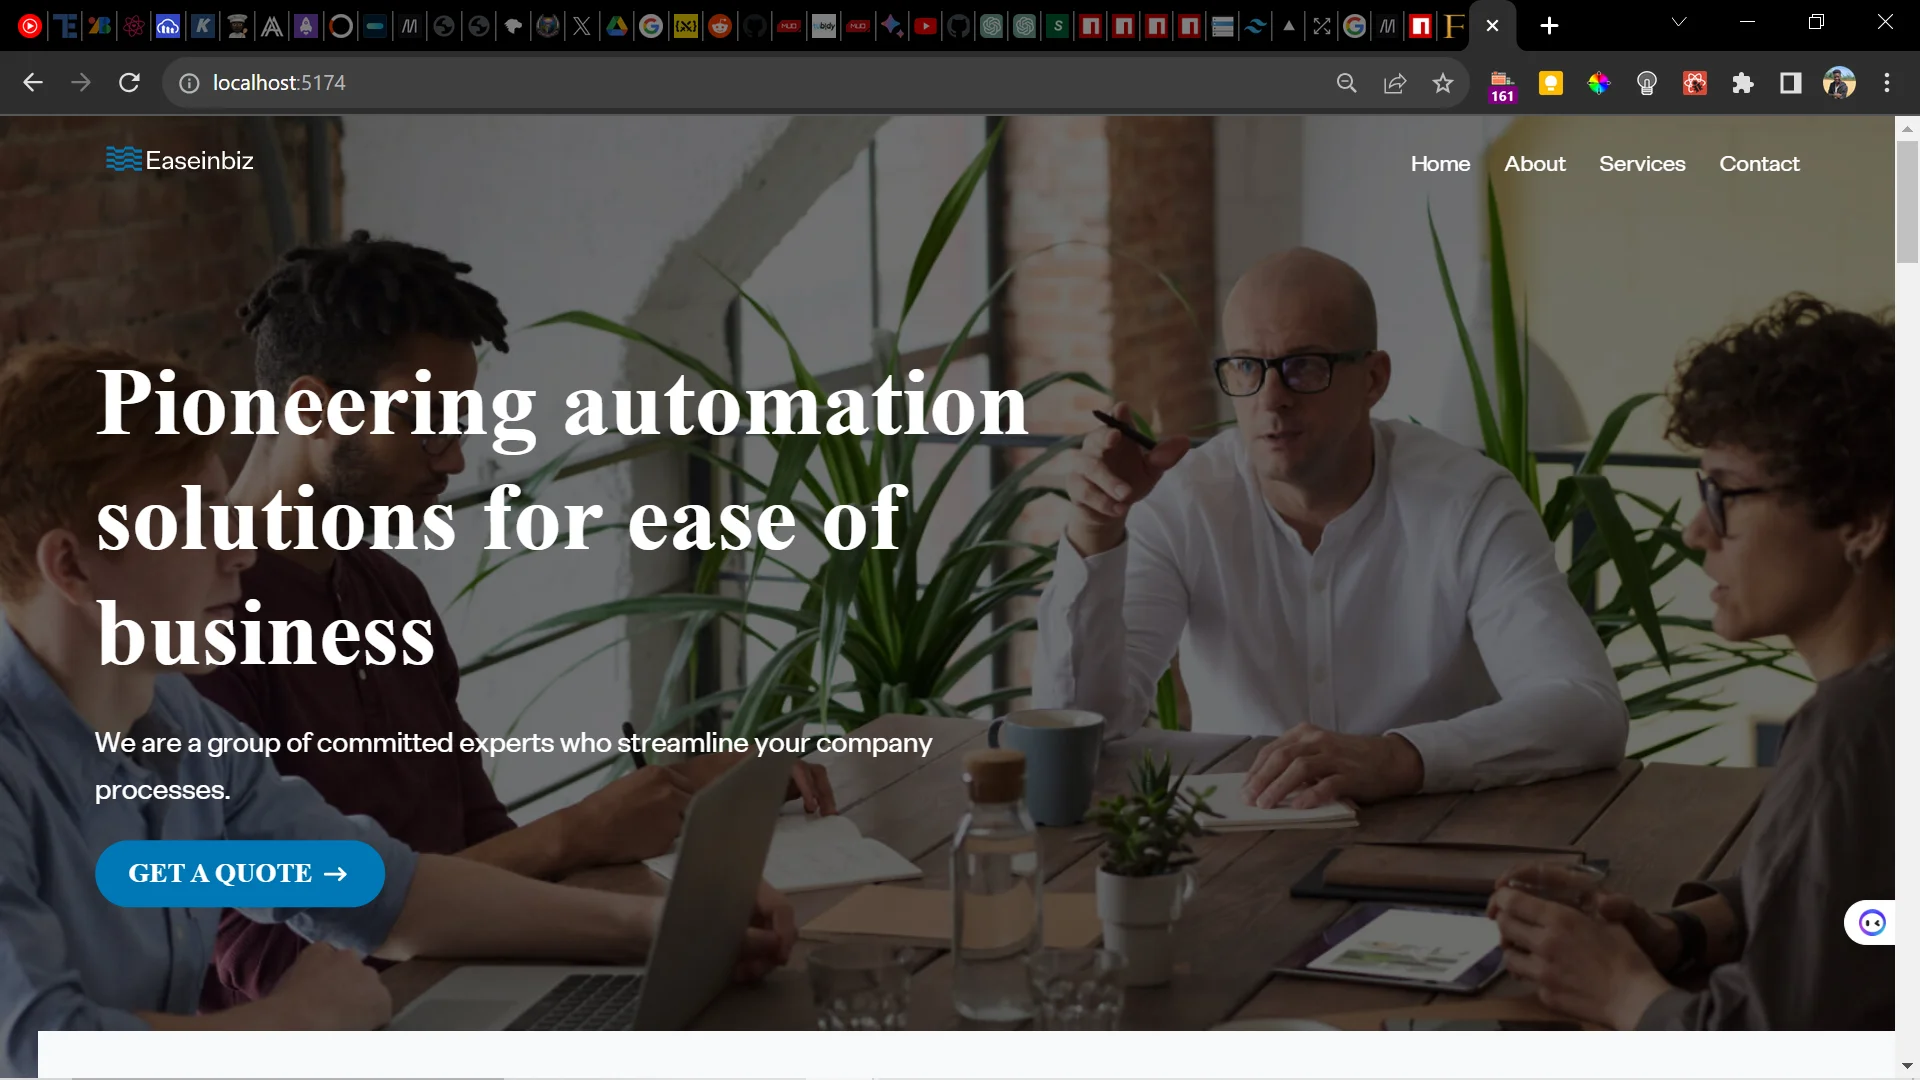 localhost:5174
161
Easeinbiz
Home About Services Contact
Pioneering automation
solutions for ease of
business
We are a group of committed experts who streamline your company
processes.
GET A QUOTE →